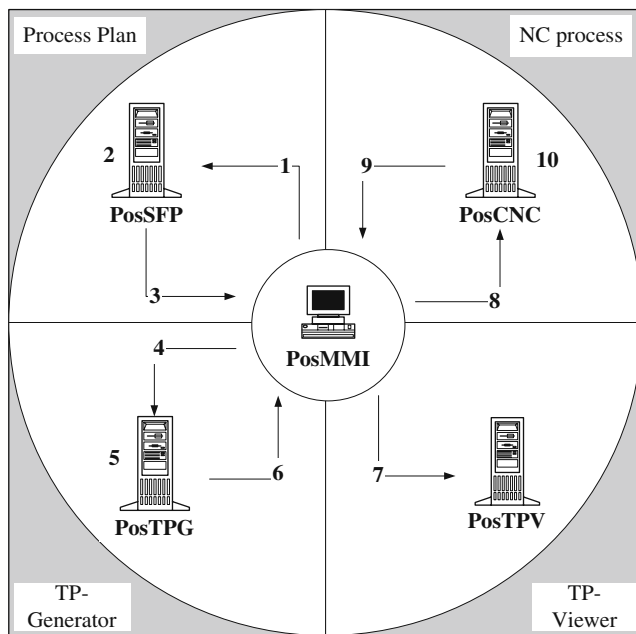 Process Plan
NC process
2
1
9
10
PosSFP
PosCNC
3
8
PosMMI
4
5
6
7
PosTPG
PosTPV
TP-
Generator
TP-
Viewer